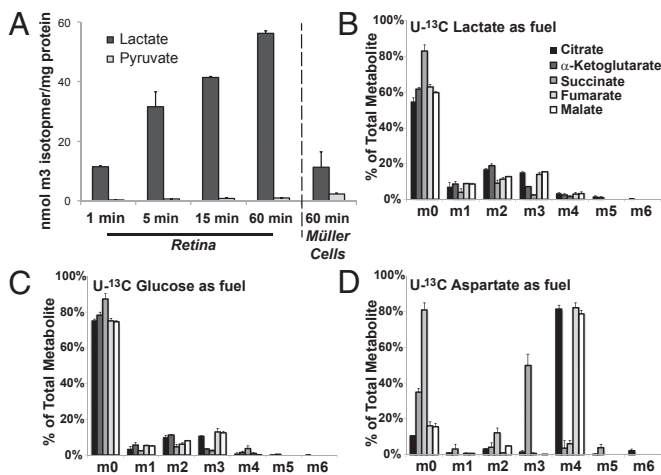 A
nmol m3 isotopmer/mg protein
60
40
20
0
Lactate
Pyruvate
1 min 5 min 15 min 60 min 60 min
Retina
Müller
Cells
B
U-13C Lactate as fuel
% of Total Metabolite
100%
80%
60%
40%
20%
0%
Citrate
α-Ketoglutarate
Succinate
Fumarate
Malate
m0 m1 m2 m3 m4 m5 m6
C
U-13C Glucose as fuel
% of Total Metabolite
100%
80%
60%
40%
20%
0%
m0 m1 m2 m3 m4 m5 m6
D
U-13C Aspartate as fuel
% of Total Metabolite
100%
80%
60%
40%
20%
0%
m0 m1 m2 m3 m4 m5 m6